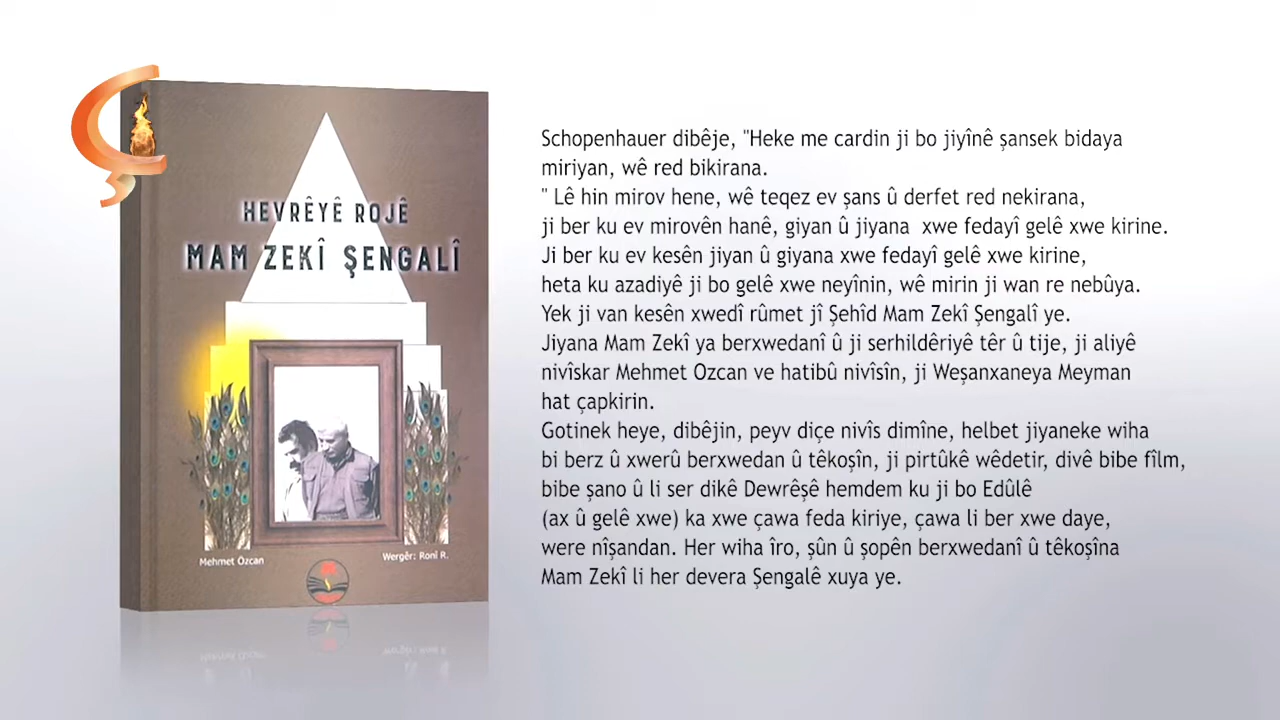 HEVRÊYÊ ROJÊ
MAM ZEKÎ ŞENGALÎ
Mehmet Özcan
Wergêr: Ronî R.
Schopenhauer dibêje, "Heke me cardin ji bo jiyînê şansek bidaya
miriyan, wê red bikirana.
" Lê hin mirov hene, wê teqez ev şans û derfet red nekirana,
ji ber ku ev mirovên hanê, giyan û jiyana  xwe fedayî gelê xwe kirine.
Ji ber ku ev kesên jiyan û giyana xwe fedayî gelê xwe kirine,
heta ku azadiyê ji bo gelê xwe neyînin, wê mirin ji wan re nebûya.
Yek ji van kesên xwedî rûmet jî Şehîd Mam Zekî Şengalî ye.
Jiyana Mam Zekî ya berxwedanî û ji serhildêriyê têr û tije, ji aliyê
nivîskar Mehmet Ozcan ve hatibû nivîsîn, ji Weşanxaneya Meyman
hat çapkirin.
Gotinek heye, dibêjin, peyv diçe nivîs dimîne, helbet jiyaneke wiha
bi berz û xwerû berxwedan û têkoşîn, ji pirtûkê wêdetir, divê bibe fîlm,
bibe şano û li ser dikê Dewrêşê hemdem ku ji bo Edûlê
(ax û gelê xwe) ka xwe çawa feda kiriye, çawa li ber xwe daye,
were nîşandan. Her wiha îro, şûn û şopên berxwedanî û têkoşîna
Mam Zekî li her devera Şengalê xuya ye.